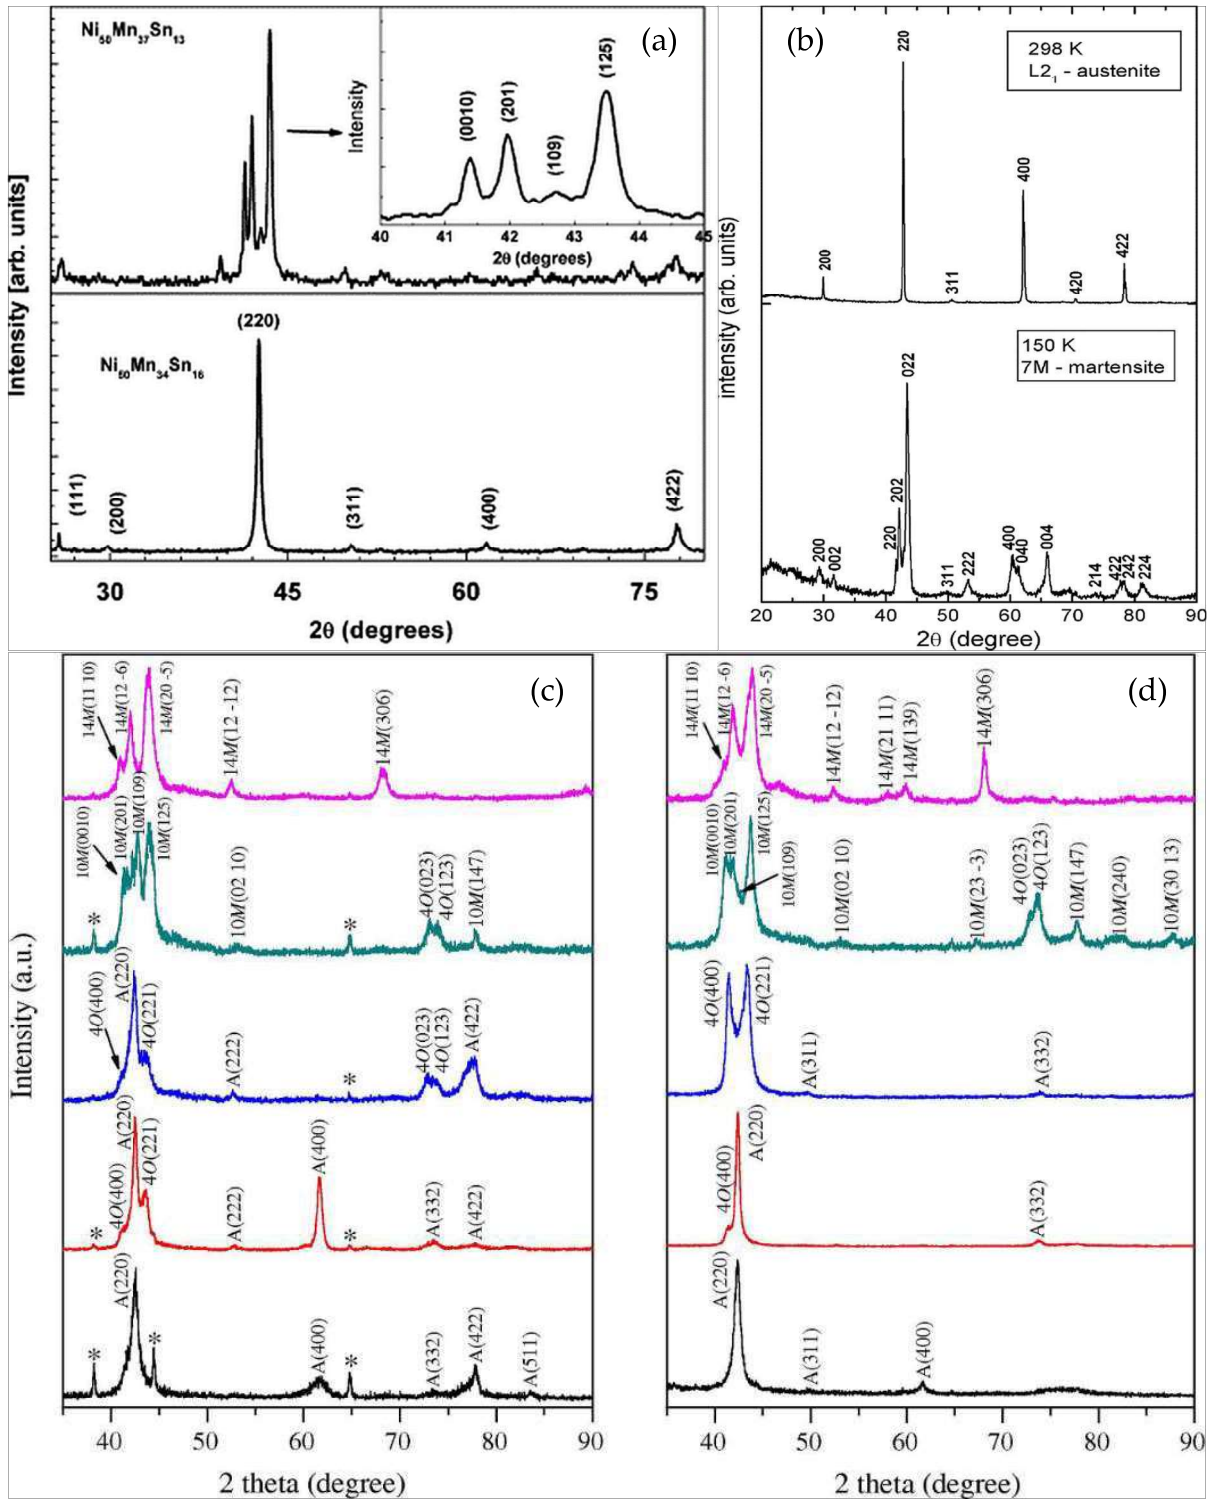 Ni50Mn37Sn13
(a)
Intensity
(0010)
(201)
(109)
(125)
40 41 42 43 44 45
2θ (degrees)
Intensity [arb. units]
Ni50Mn34Sn16
(111)
(200)
(220)
(311)
(400)
(422)
30 45 60 75
2θ (degrees)
(b)
298 K
L21 - austenite
200
220
311
400
420
422
intensity (arb. units)
150 K
7M - martensite
200
002
220
202
022
311
222
400
040
004
214
422
242
224
20 30 40 50 60 70 80 90
2θ (degree)
(c)
14M(11 10)
14M(12 -6)
14M(20 -5)
14M(12 -12)
14M(306)
10M(0010)
10M(201)
10M(109)
10M(125)
10M(02 10)
4O(023)
4O(123)
10M(147)
*
*
4O(400)
A(220)
4O(221)
A(222)
*
4O(023)
4O(123)
A(422)
*
4O(400)
A(220)
4O(221)
A(222)
A(400)
*
A(332)
A(422)
*
A(220)
*
A(400)
*
A(332)
A(422)
A(511)
Intensity (a.u.)
40 50 60 70 80 90
2 theta (degree)
(d)
14M(11 10)
14M(12 -6)
14M(20 -5)
14M(12 -12)
14M(21 11)
14M(139)
14M(306)
10M(0010)
10M(201)
10M(109)
10M(125)
10M(02 10)
10M(23 -3)
4O(023)
4O(123)
10M(147)
10M(240)
10M(30 13)
4O(400)
4O(221)
A(311)
A(332)
4O(400)
A(220)
A(332)
A(220)
A(311)
A(400)
40 50 60 70 80 90
2 theta (degree)